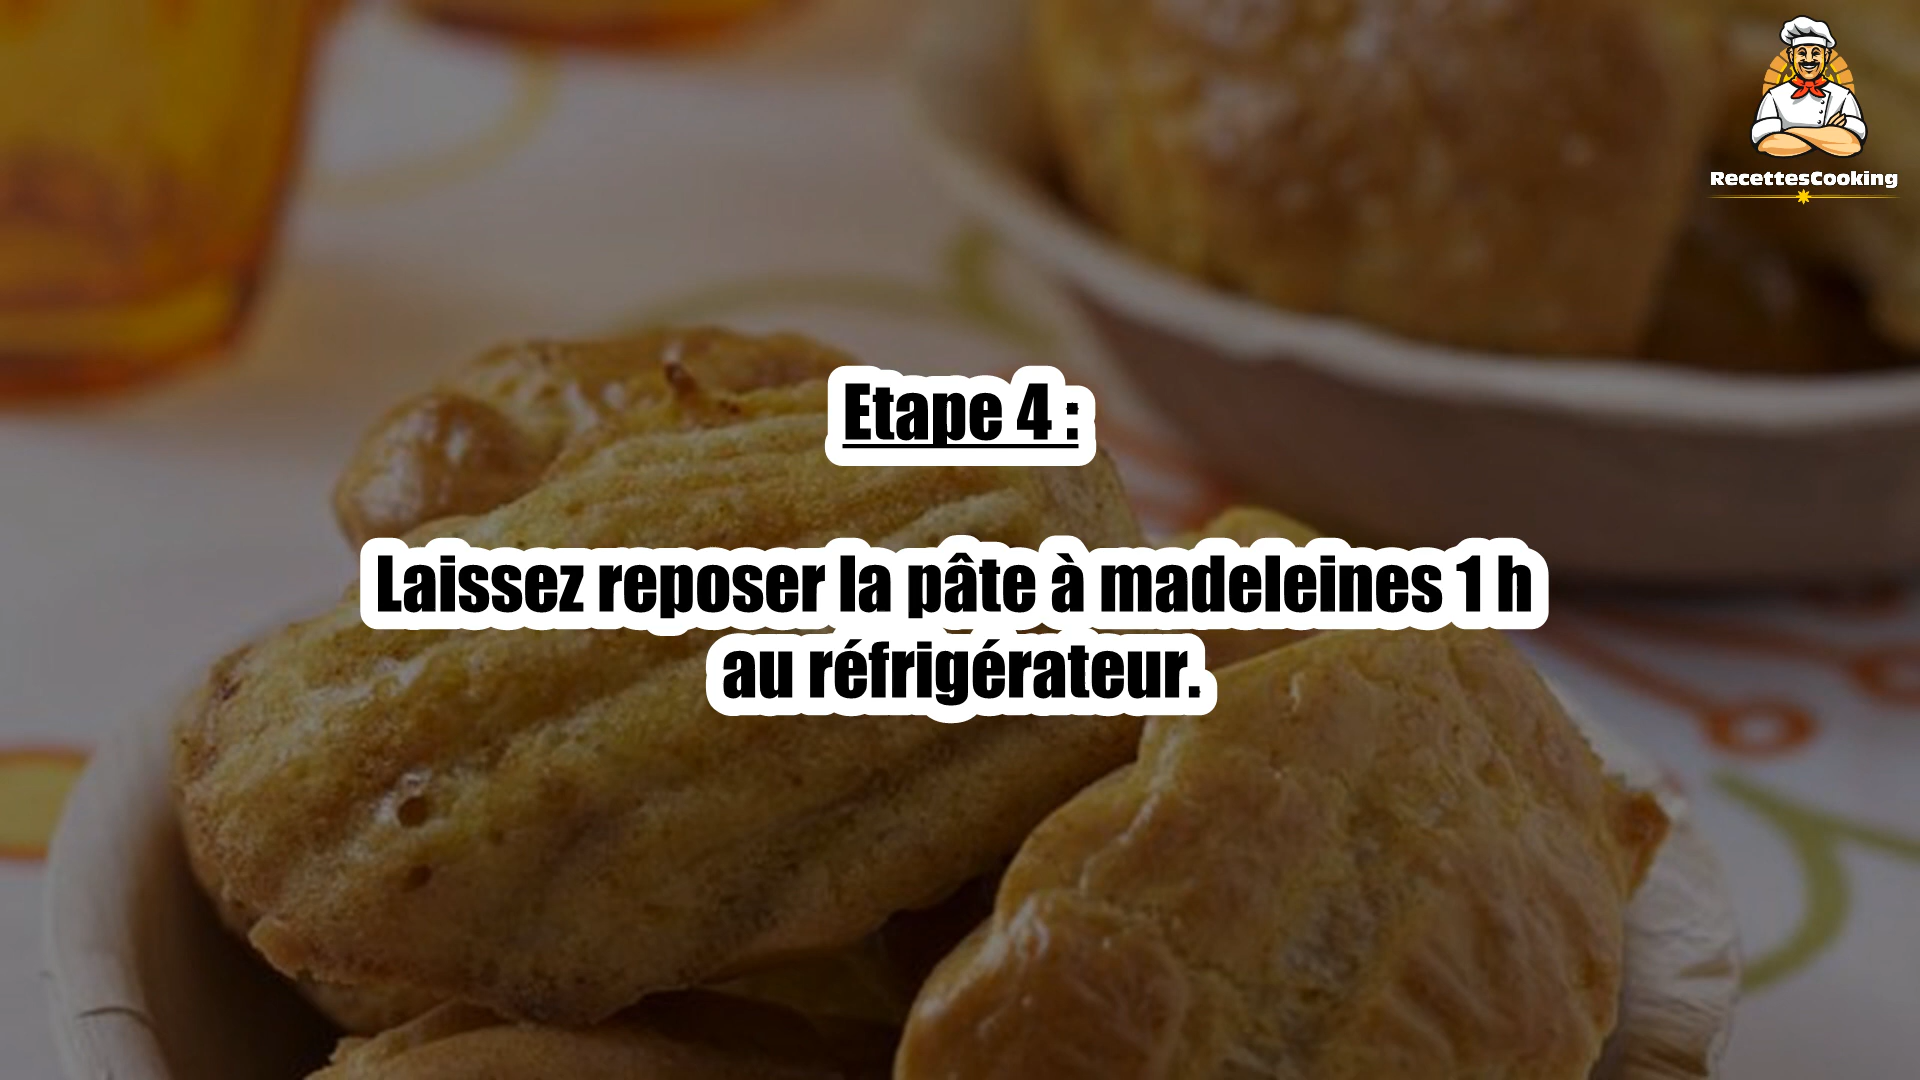 RecettesCooking
Etape 4 :
Laissez reposer la pâte à madeleines 1 h
au réfrigérateur.